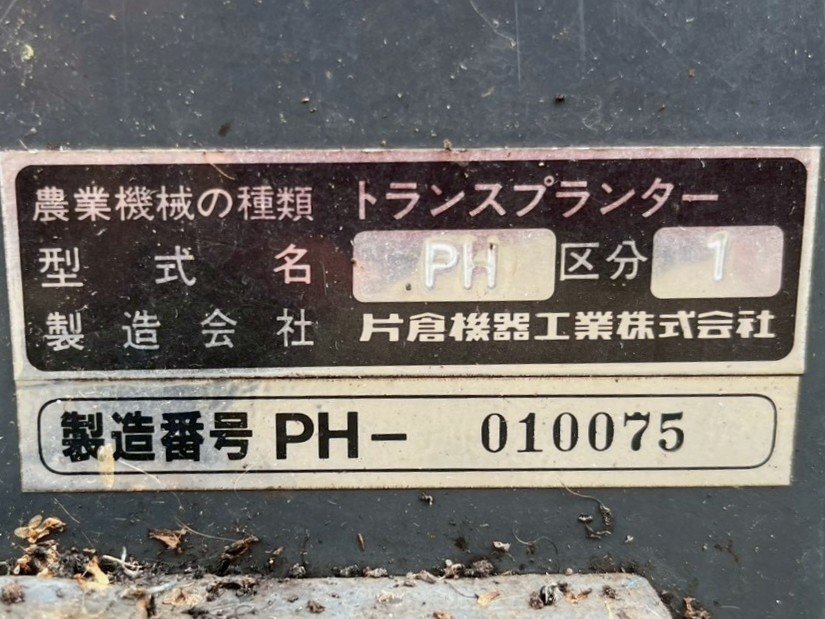 農業機械の種類 トランスプランター
型式名 PH 区分 1
製造会社 片倉機器工業株式会社
製造番号 PH- 010075